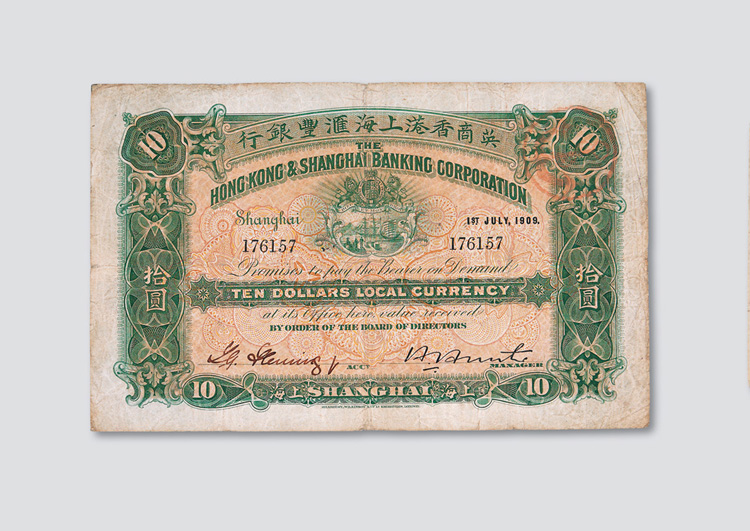 10 行銀豐滙海上港香商英 10
THE
HONG KONG & SHANGHAI BANKING CORPORATION
Shanghai 1ST JULY, 1909.
176157 176157
Promises to pay the Bearer on Demand
拾圓 TEN DOLLARS LOCAL CURRENCY 拾圓
at its Office here, value received
BY ORDER OF THE BOARD OF DIRECTORS
ACCT MANAGER
10 海上 SHANGHAI 海上 10